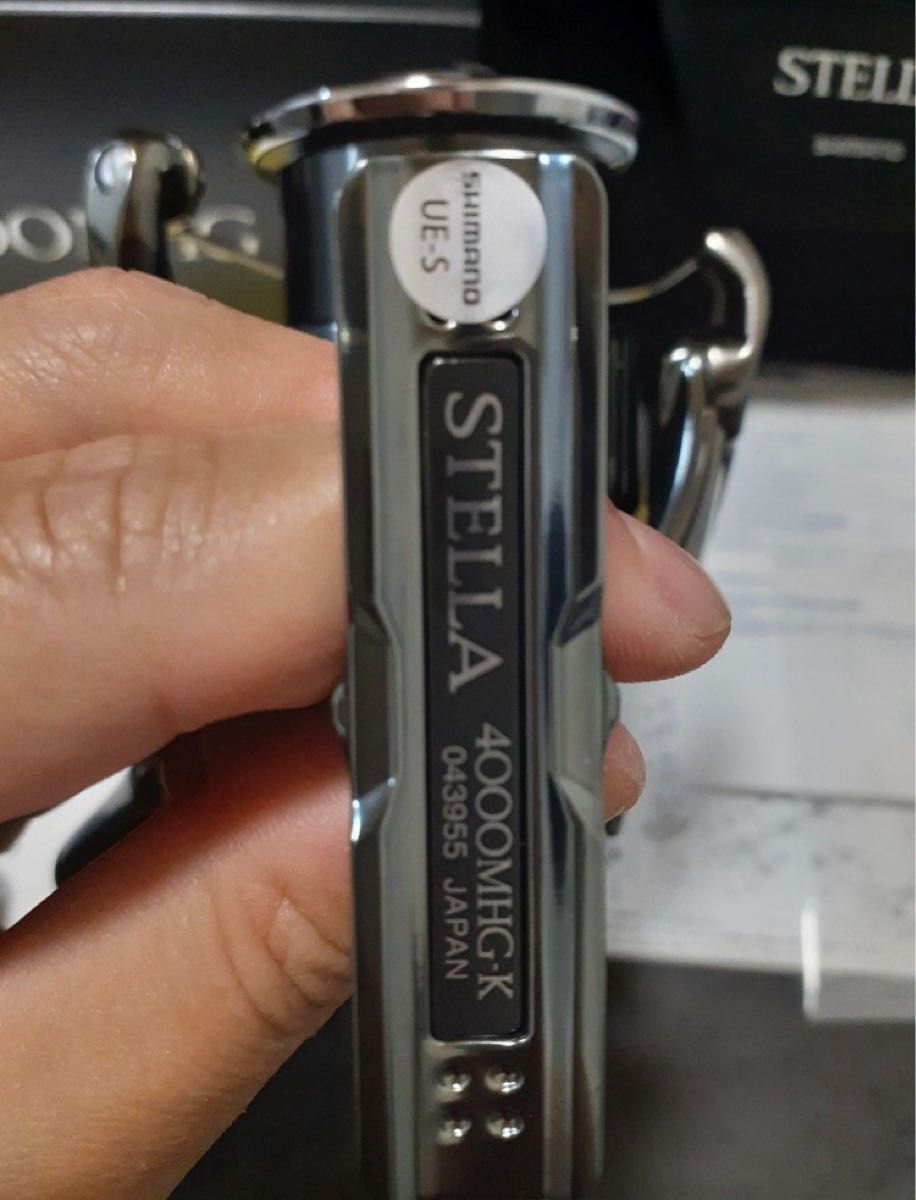 SHIMANO
UE-S
STELLA
4000MHG·K
043955 JAPAN
STELL